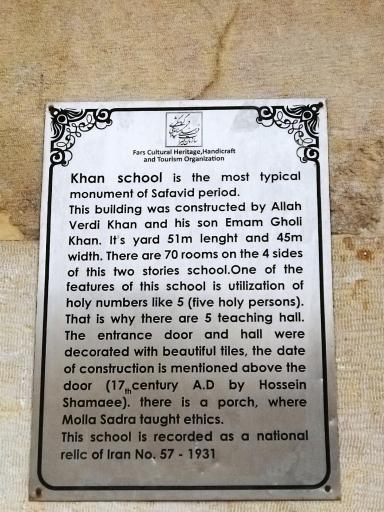 Fars Cultural Heritage,Handicraft
and Tourism Organization
Khan school is the most typical
monument of Safavid period.
This building was constructed by Allah
Verdi Khan and his son Emam Gholi
Khan. It's yard 51m lenght and 45m
width. There are 70 rooms on the 4 sides
of this two stories school.One of the
features of this school is utilization of
holy numbers like 5 (five holy persons).
That is why there are 5 teaching hall.
The entrance door and hall were
decorated with beautiful tiles, the date
of construction is mentioned above the
door (17th century A.D by Hossein
Shamaee). there is a porch, where
Molla Sadra taught ethics.
This school is recorded as a national
relic of Iran No. 57 - 1931